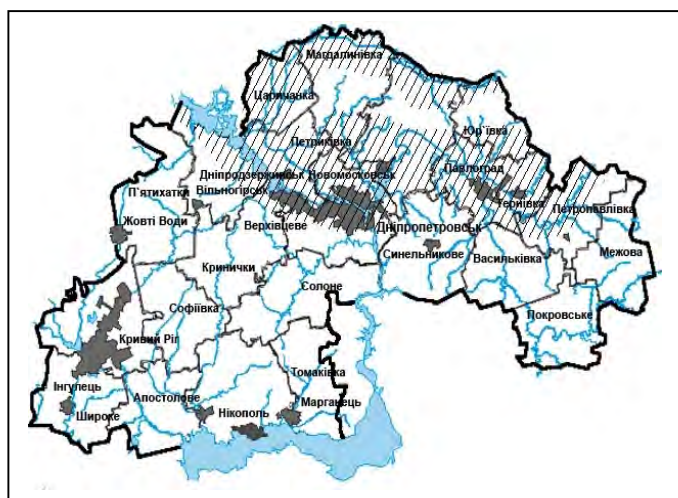 Магдалинівка
Царичанка
Юр'ївка
Петриківка
Дніпродзержинськ
Новомосковськ
Павлоград
П'ятихатки
Вільногірськ
Тернівка
Петропавлівка
Жовті Води
Верхівцеве
Дніпропетровськ
Синельникове
Васильківка
Межова
Кринички
Солоне
Софіївка
Покровське
Кривий Ріг
Томаківка
Інгулець
Апостолове
Марганець
Широке
Нікополь